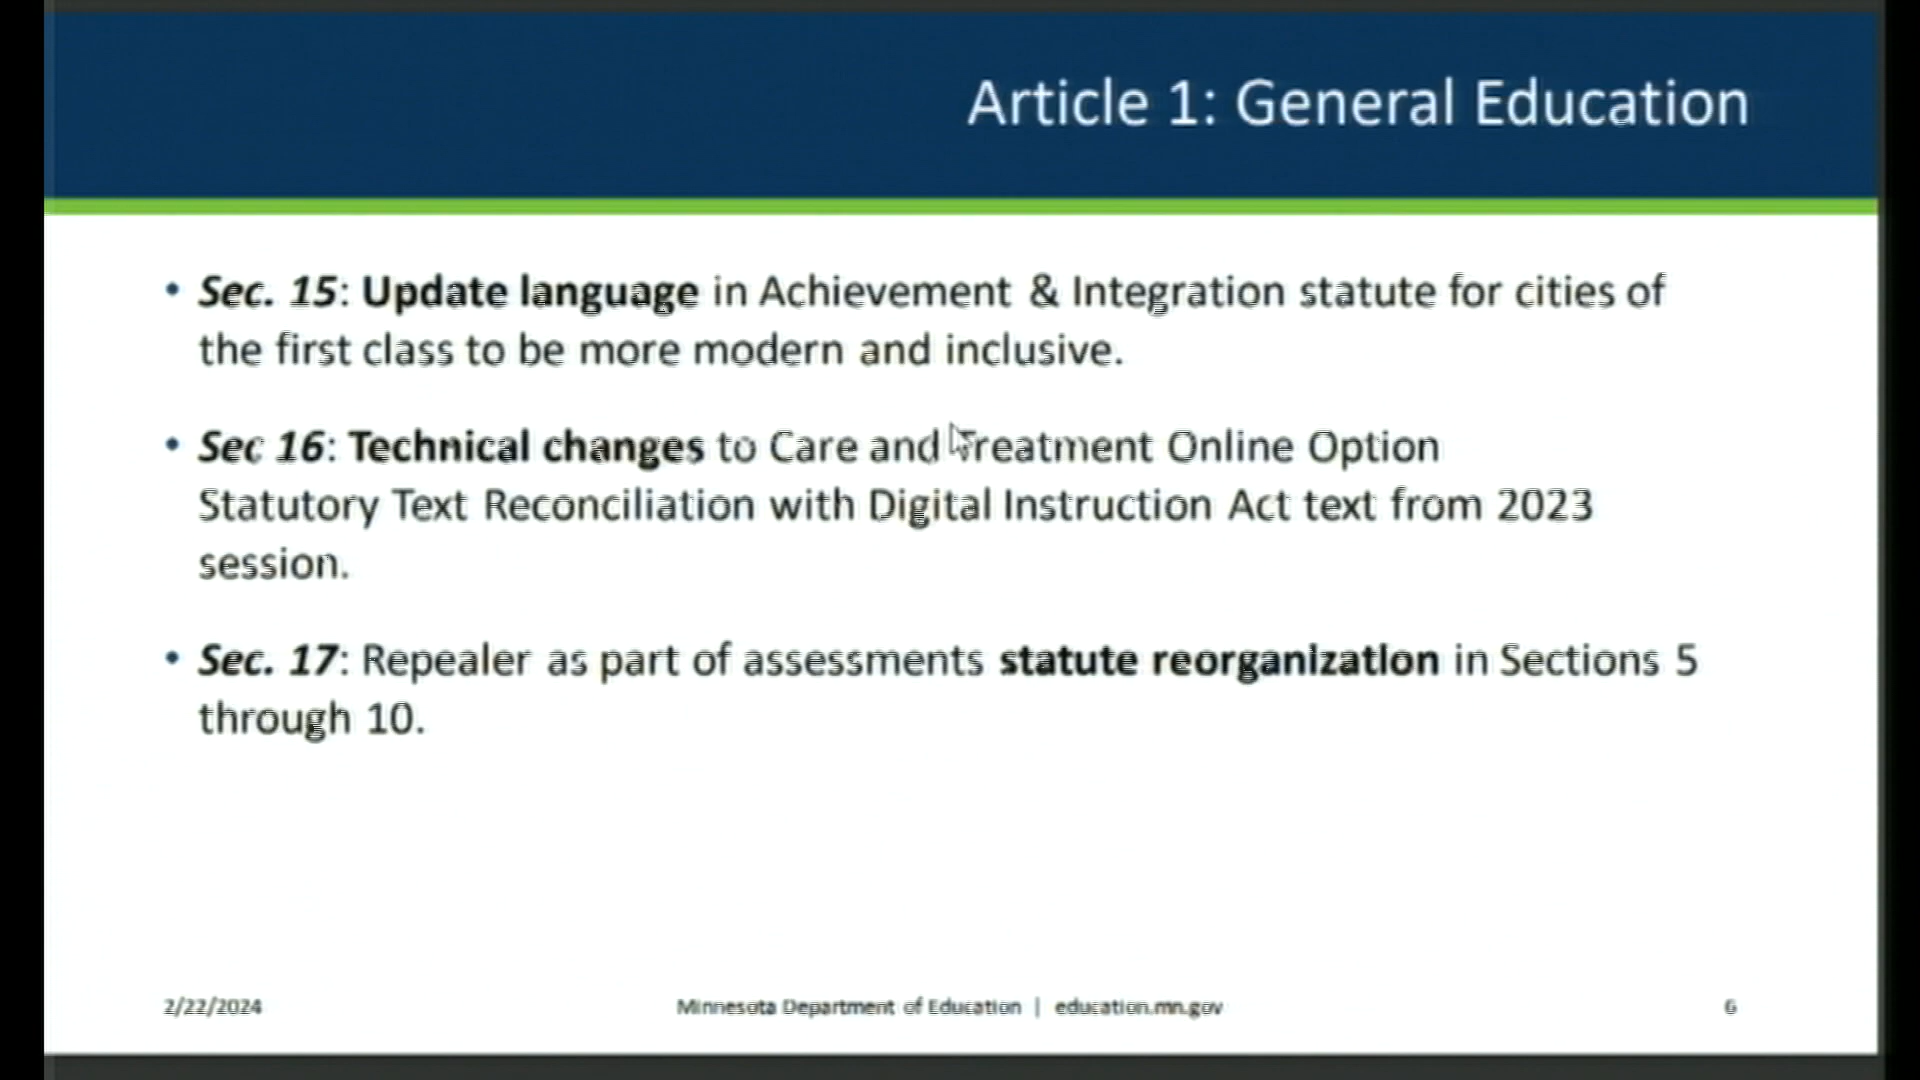 Article 1: General Education
• Sec. 15: Update language in Achievement & Integration statute for cities of
the first class to be more modern and inclusive.
• Sec 16: Technical changes to Care and Treatment Online Option
Statutory Text Reconciliation with Digital Instruction Act text from 2023
session.
• Sec. 17: Repealer as part of assessments statute reorganization in Sections 5
through 10.
2/22/2024
Minnesota Department of Education | education.mn.gov
6